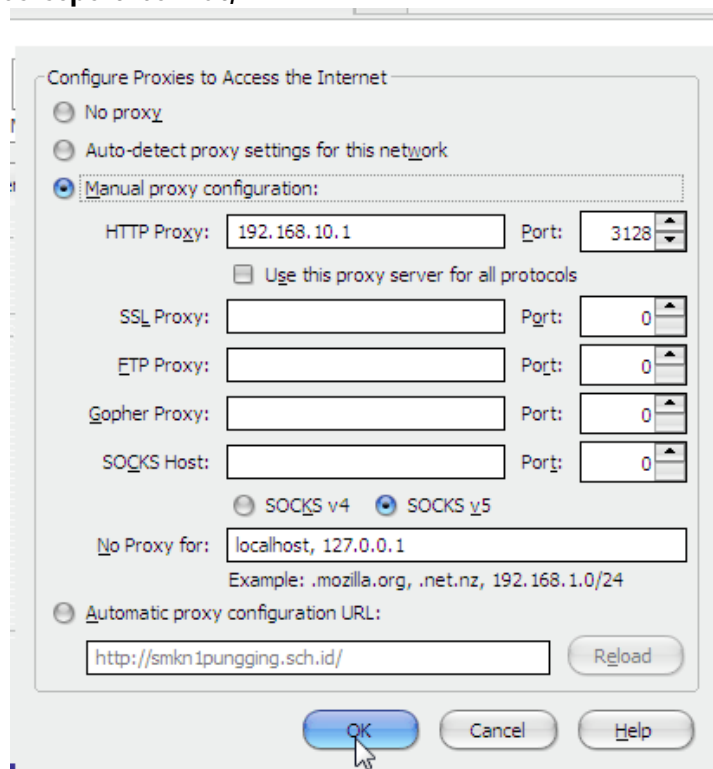 Configure Proxies to Access the Internet
No proxy
Auto-detect proxy settings for this network
Manual proxy configuration:
HTTP Proxy: 192.168.10.1 Port: 3128
Use this proxy server for all protocols
SSL Proxy: Port: 0
FTP Proxy: Port: 0
Gopher Proxy: Port: 0
SOCKS Host: Port: 0
SOCKS v4 SOCKS v5
No Proxy for: localhost, 127.0.0.1
Example: .mozilla.org, .net.nz, 192.168.1.0/24
Automatic proxy configuration URL:
http://smkn1pungging.sch.id/ Reload
OK Cancel Help